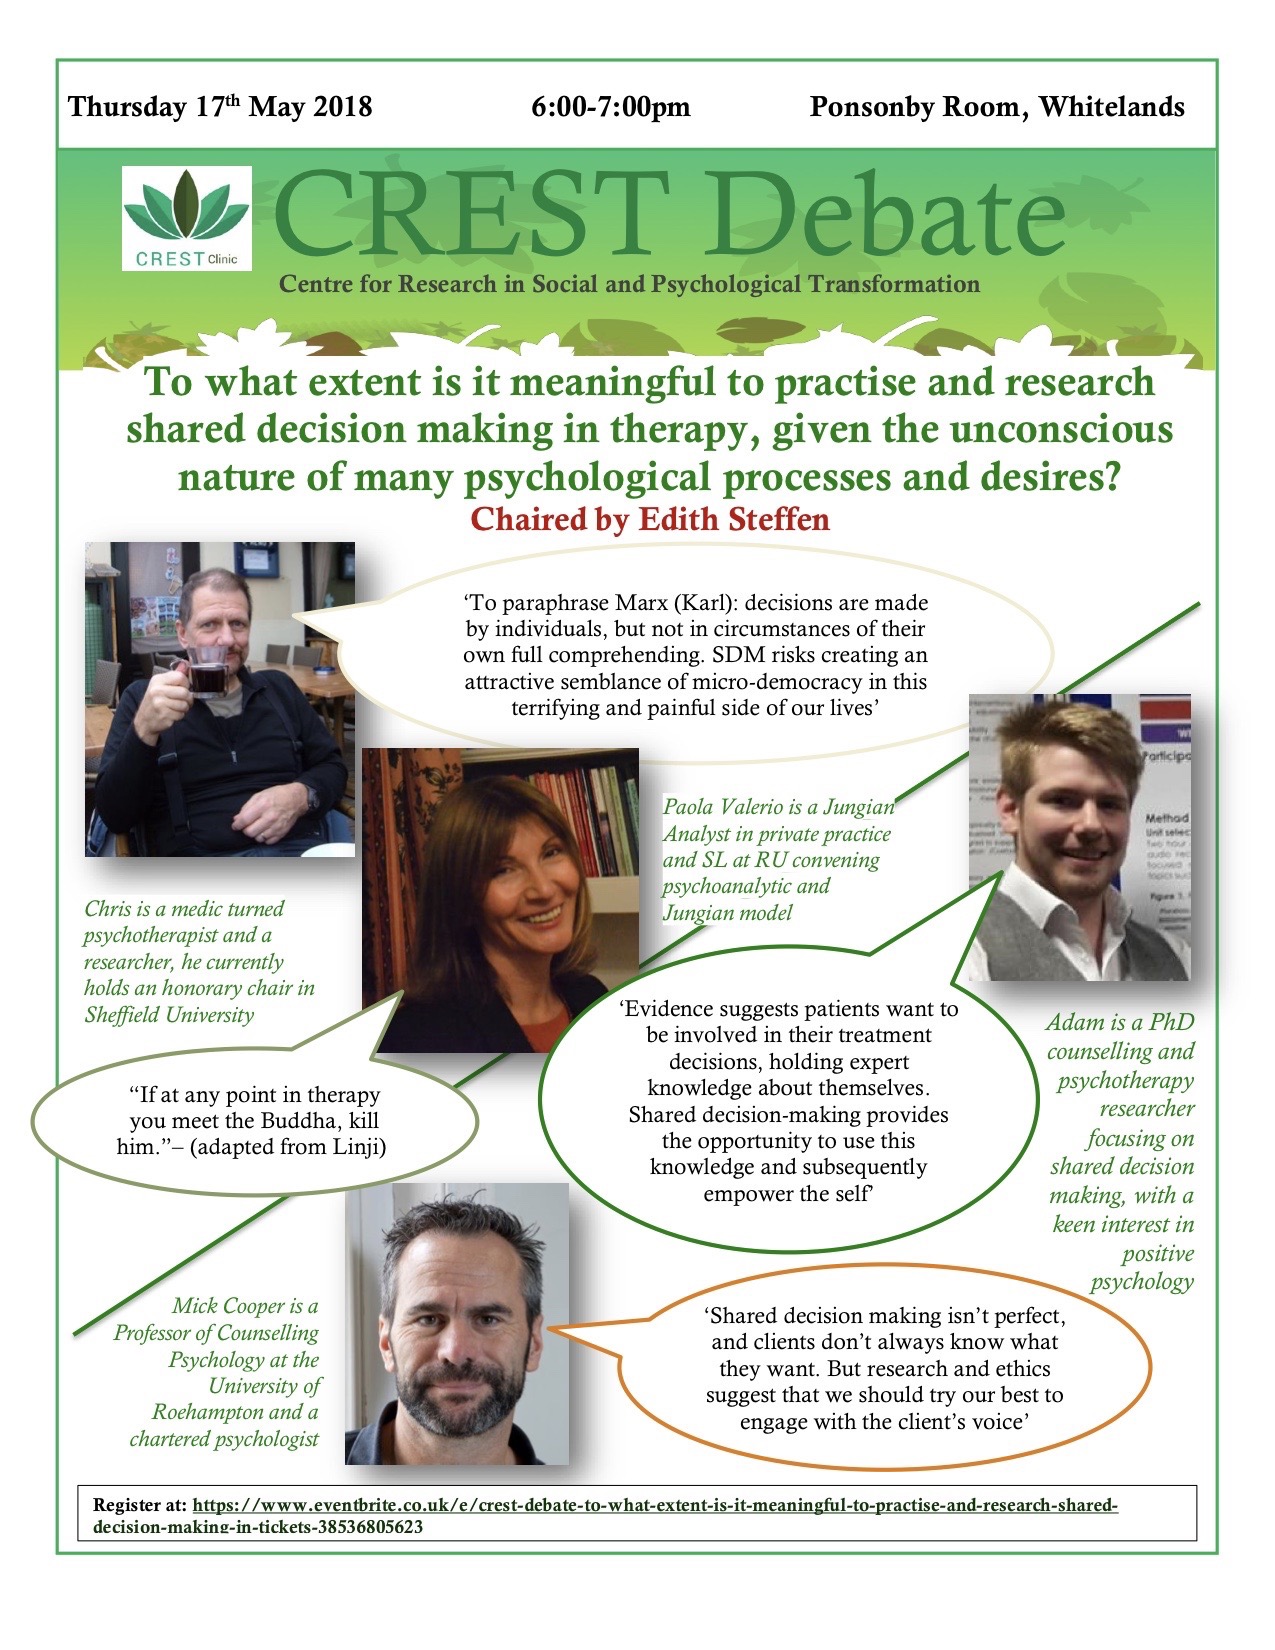 Thursday 17th May 2018 6:00-7:00pm Ponsonby Room, Whitelands
CREST Debate
CREST Clinic
Centre for Research in Social and Psychological Transformation
To what extent is it meaningful to practise and research
shared decision making in therapy, given the unconscious
nature of many psychological processes and desires?
Chaired by Edith Steffen
‘To paraphrase Marx (Karl): decisions are made
by individuals, but not in circumstances of their
own full comprehending. SDM risks creating an
attractive semblance of micro-democracy in this
terrifying and painful side of our lives’
Chris is a medic turned
psychotherapist and a
researcher, he currently
holds an honorary chair in
Sheffield University
Paola Valerio is a Jungian
Analyst in private practice
and SL at RU convening
psychoanalytic and
Jungian model
Method
“If at any point in therapy
you meet the Buddha, kill
him.”– (adapted from Linji)
‘Evidence suggests patients want to
be involved in their treatment
decisions, holding expert
knowledge about themselves.
Shared decision-making provides
the opportunity to use this
knowledge and subsequently
empower the self’
Adam is a PhD
counselling and
psychotherapy
researcher
focusing on
shared decision
making, with a
keen interest in
positive
psychology
Mick Cooper is a
Professor of Counselling
Psychology at the
University of
Roehampton and a
chartered psychologist
‘Shared decision making isn’t perfect,
and clients don’t always know what
they want. But research and ethics
suggest that we should try our best to
engage with the client’s voice’
Register at: https://www.eventbrite.co.uk/e/crest-debate-to-what-extent-is-it-meaningful-to-practise-and-research-shared-
decision-making-in-tickets-38536805623